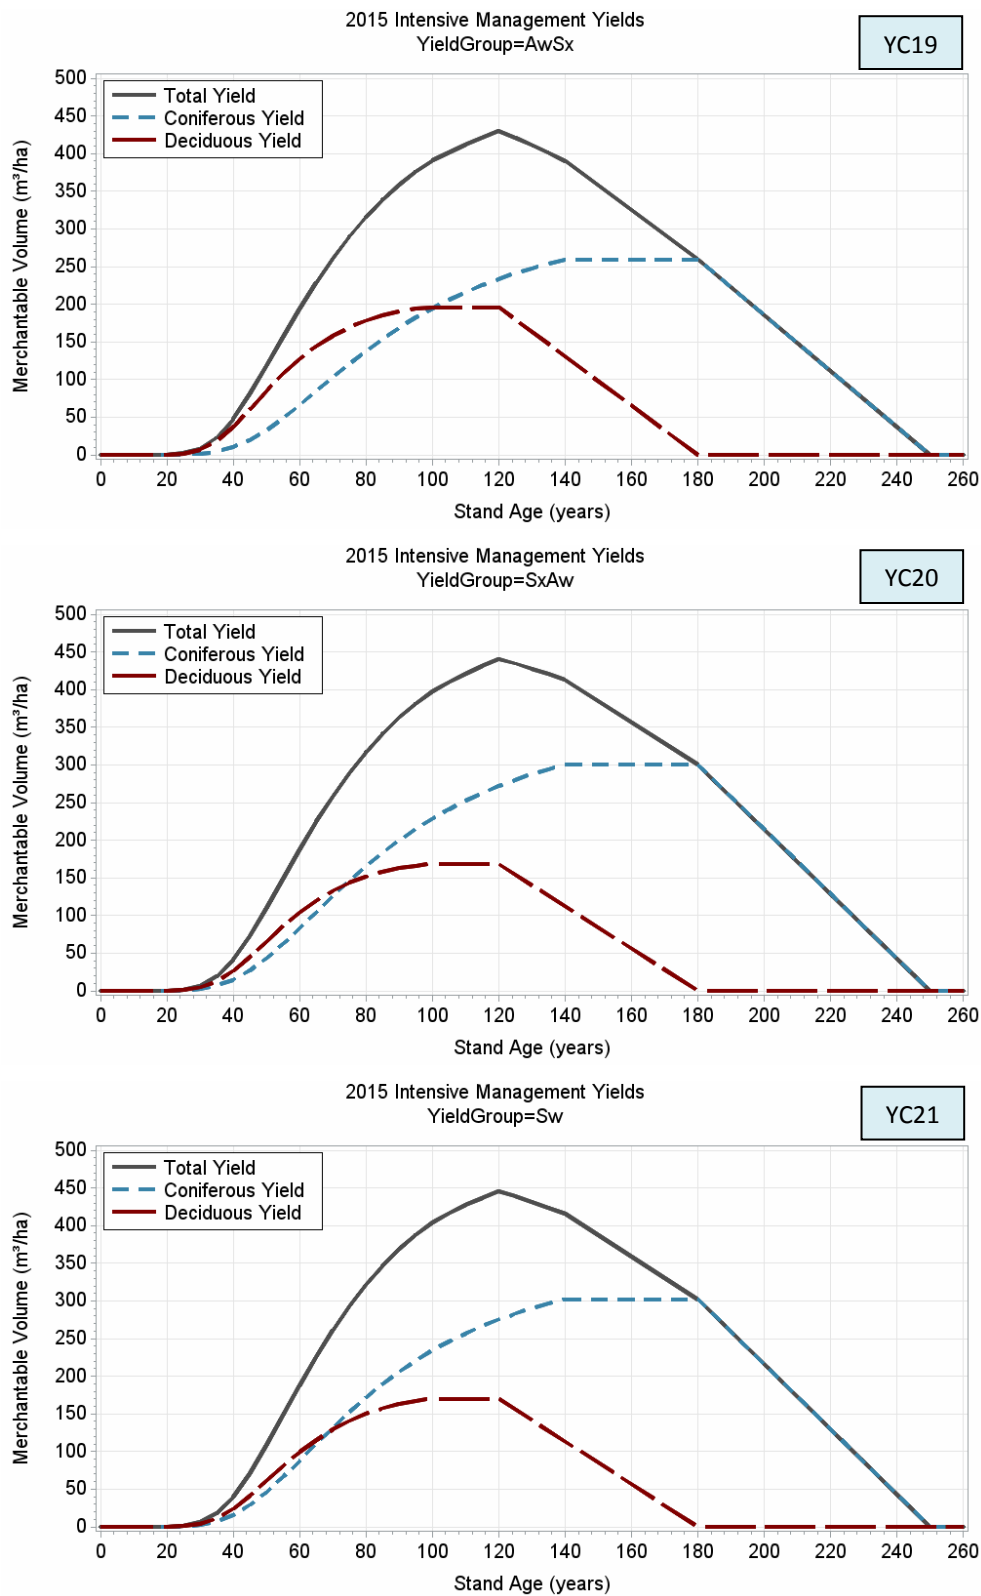 2015 Intensive Management Yields
YieldGroup=AwSx
YC19
Merchantable Volume (m³/ha)
500
450
400
350
300
250
200
150
100
50
0
Total Yield
Coniferous Yield
Deciduous Yield
0 20 40 60 80 100 120 140 160 180 200 220 240 260
Stand Age (years)
2015 Intensive Management Yields
YieldGroup=SxAw
YC20
Merchantable Volume (m³/ha)
500
450
400
350
300
250
200
150
100
50
0
Total Yield
Coniferous Yield
Deciduous Yield
0 20 40 60 80 100 120 140 160 180 200 220 240 260
Stand Age (years)
2015 Intensive Management Yields
YieldGroup=Sw
YC21
Merchantable Volume (m³/ha)
500
450
400
350
300
250
200
150
100
50
0
Total Yield
Coniferous Yield
Deciduous Yield
0 20 40 60 80 100 120 140 160 180 200 220 240 260
Stand Age (years)